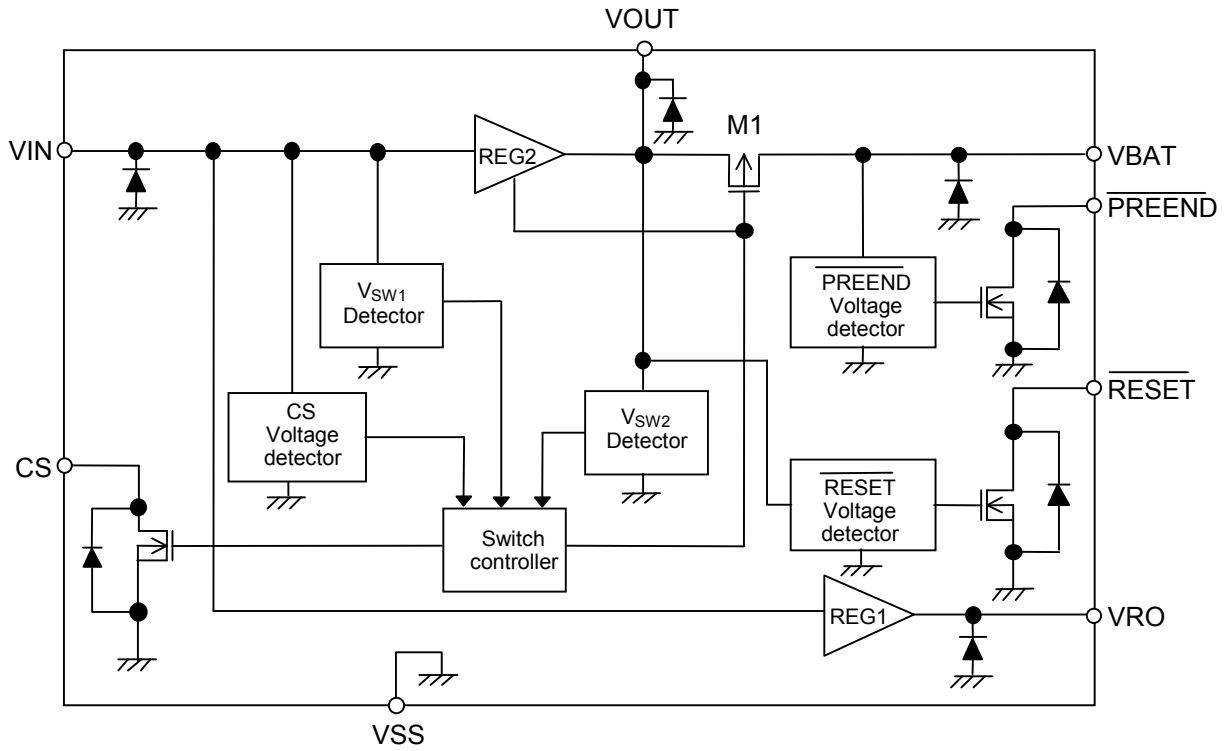 VOUT
M1
VIN
REG2
VBAT
PREEND
VSW1
Detector
PREEND
Voltage
detector
CS
Voltage
detector
VSW2
Detector
RESET
CS
RESET
Voltage
detector
Switch
controller
REG1
VRO
VSS